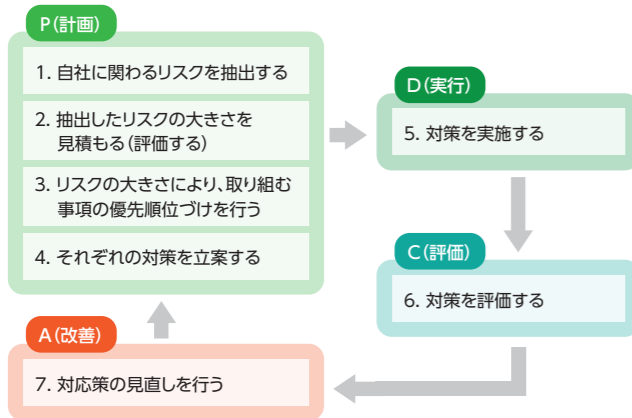 P(計画)
1. 自社に関わるリスクを抽出する
2. 抽出したリスクの大きさを
見積もる(評価する)
3. リスクの大きさにより、取り組む
事項の優先順位づけを行う
4. それぞれの対策を立案する
D(実行)
5. 対策を実施する
C(評価)
6. 対策を評価する
A(改善)
7. 対応策の見直しを行う